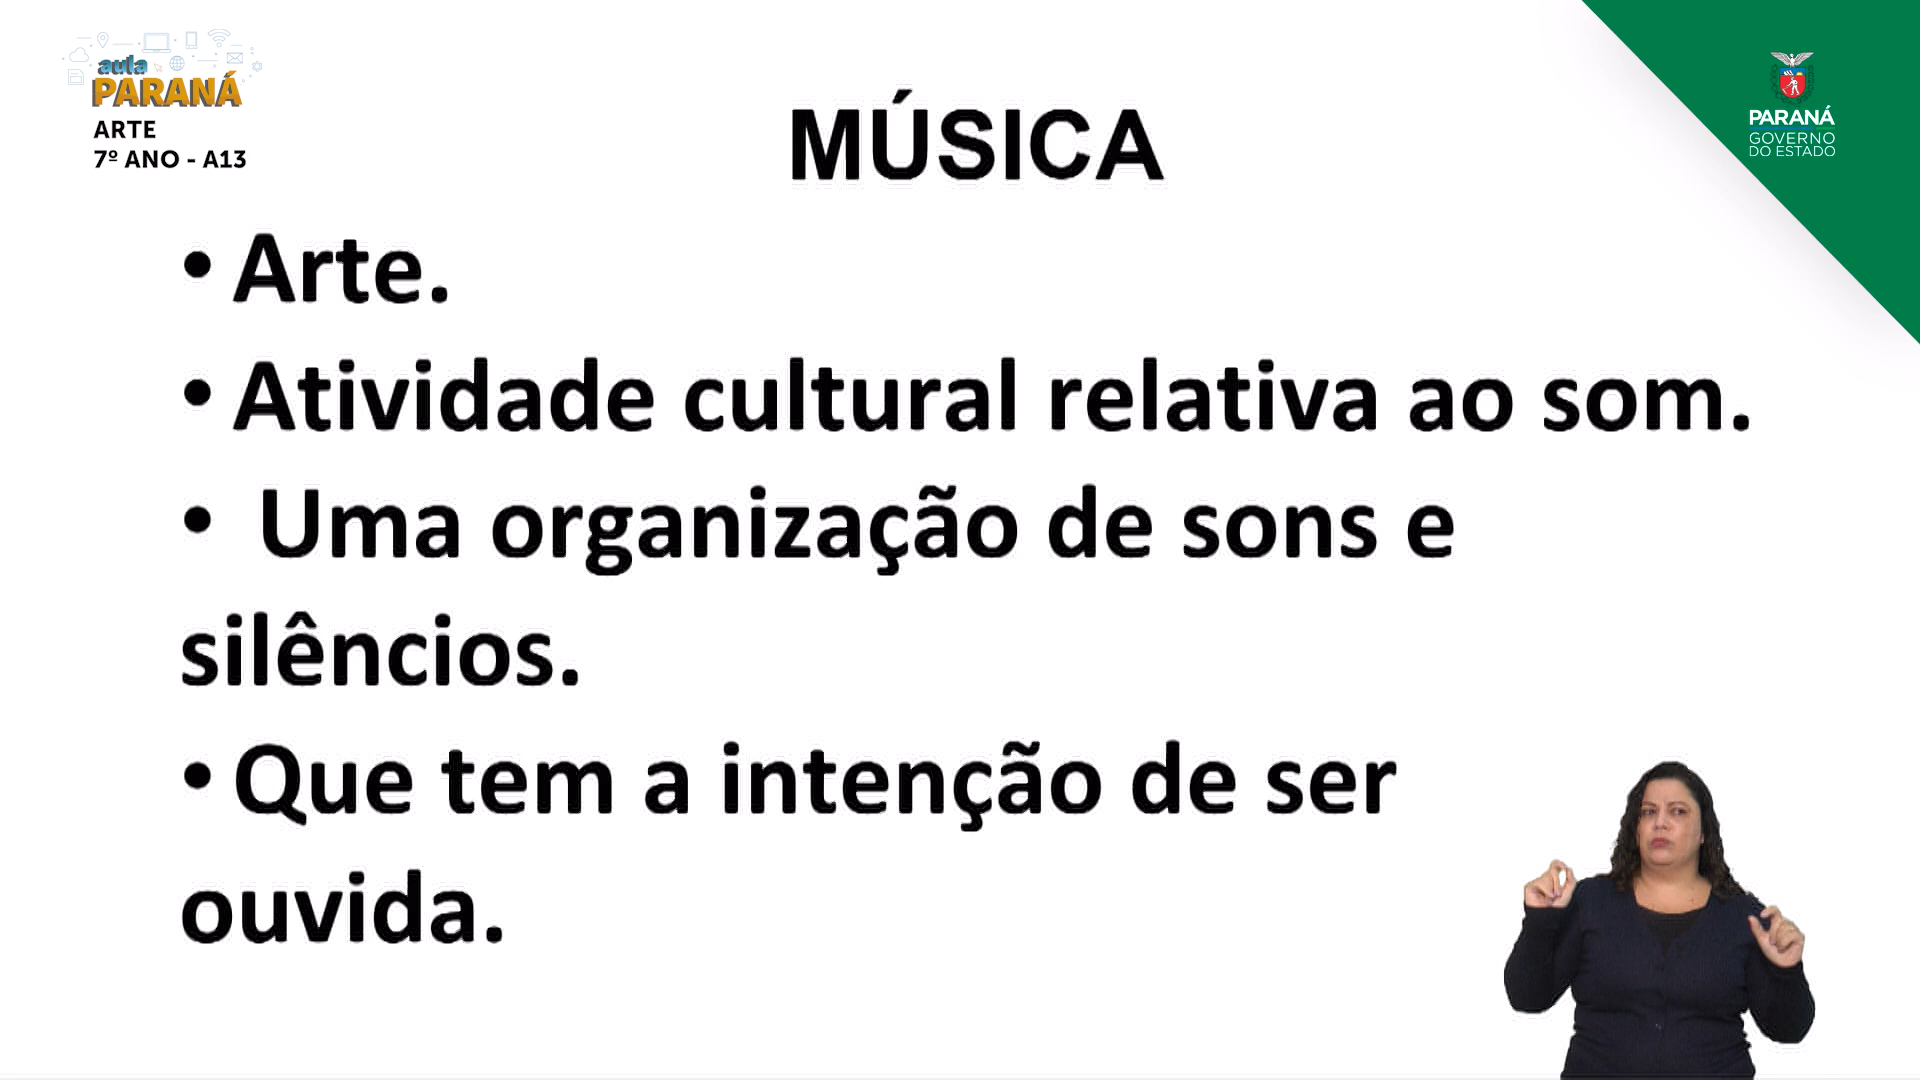 aula
PARANÁ
ARTE
7º ANO - A13
PARANÁ
GOVERNO
DO ESTADO
MÚSICA
• Arte.
• Atividade cultural relativa ao som.
• Uma organização de sons e
silêncios.
• Que tem a intenção de ser
ouvida.